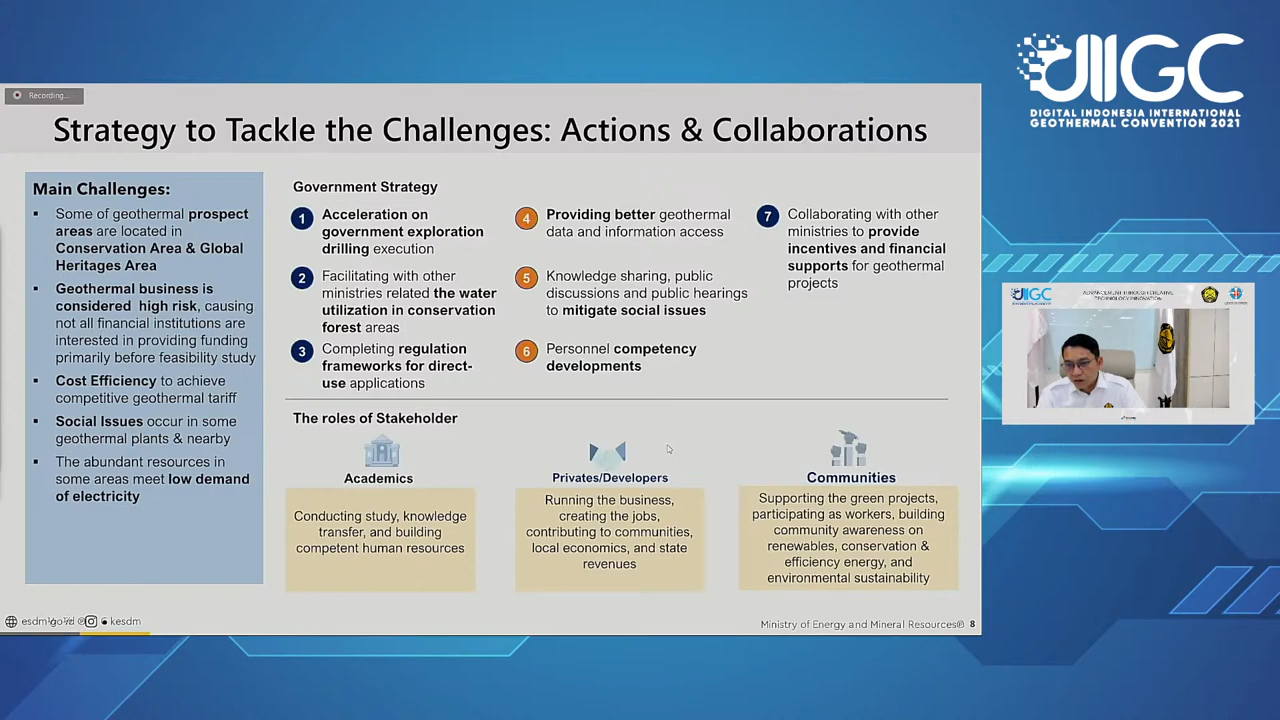 Recording...
Strategy to Tackle the Challenges: Actions & Collaborations
Main Challenges:
Some of geothermal prospect
areas are located in
Conservation Area & Global
Heritages Area
Geothermal business is
considered high risk, causing
not all financial institutions are
interested in providing funding
primarily before feasibility study
Cost Efficiency to achieve
competitive geothermal tariff
Social Issues occur in some
geothermal plants & nearby
The abundant resources in
some areas meet low demand
of electricity
Government Strategy
1
Acceleration on
government exploration
drilling execution
2
Facilitating with other
ministries related the water
utilization in conservation
forest areas
3
Completing regulation
frameworks for direct-
use applications
4
Providing better geothermal
data and information access
5
Knowledge sharing, public
discussions and public hearings
to mitigate social issues
6
Personnel competency
developments
7
Collaborating with other
ministries to provide
incentives and financial
supports for geothermal
projects
The roles of Stakeholder
Academics
Conducting study, knowledge
transfer, and building
competent human resources
Privates/Developers
Running the business,
creating the jobs,
contributing to communities,
local economics, and state
revenues
Communities
Supporting the green projects,
participating as workers, building
community awareness on
renewables, conservation &
efficiency energy, and
environmental sustainability
kesdm
Ministry of Energy and Mineral Resources® 8
DIIGC
DIGITAL INDONESIA INTERNATIONAL
GEOTHERMAL CONVENTION 2021
DIIGC
ADVANCEMENT THROUGH CREATIVE
TECHNOLOGY INNOVATION